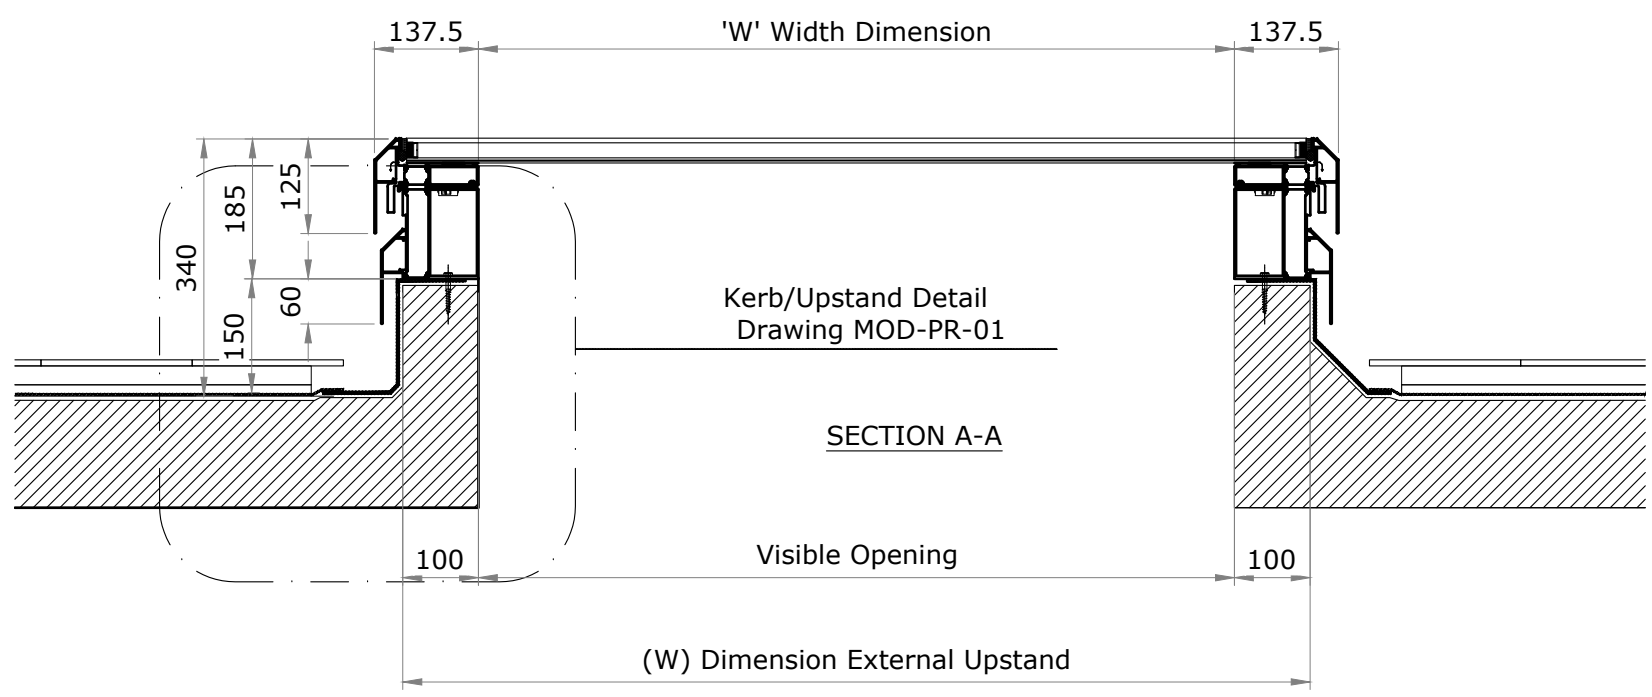 137.5
'W' Width Dimension
137.5
340
185
125
60
150
Kerb/Upstand Detail
Drawing MOD-PR-01
SECTION A-A
100
Visible Opening
100
(W) Dimension External Upstand